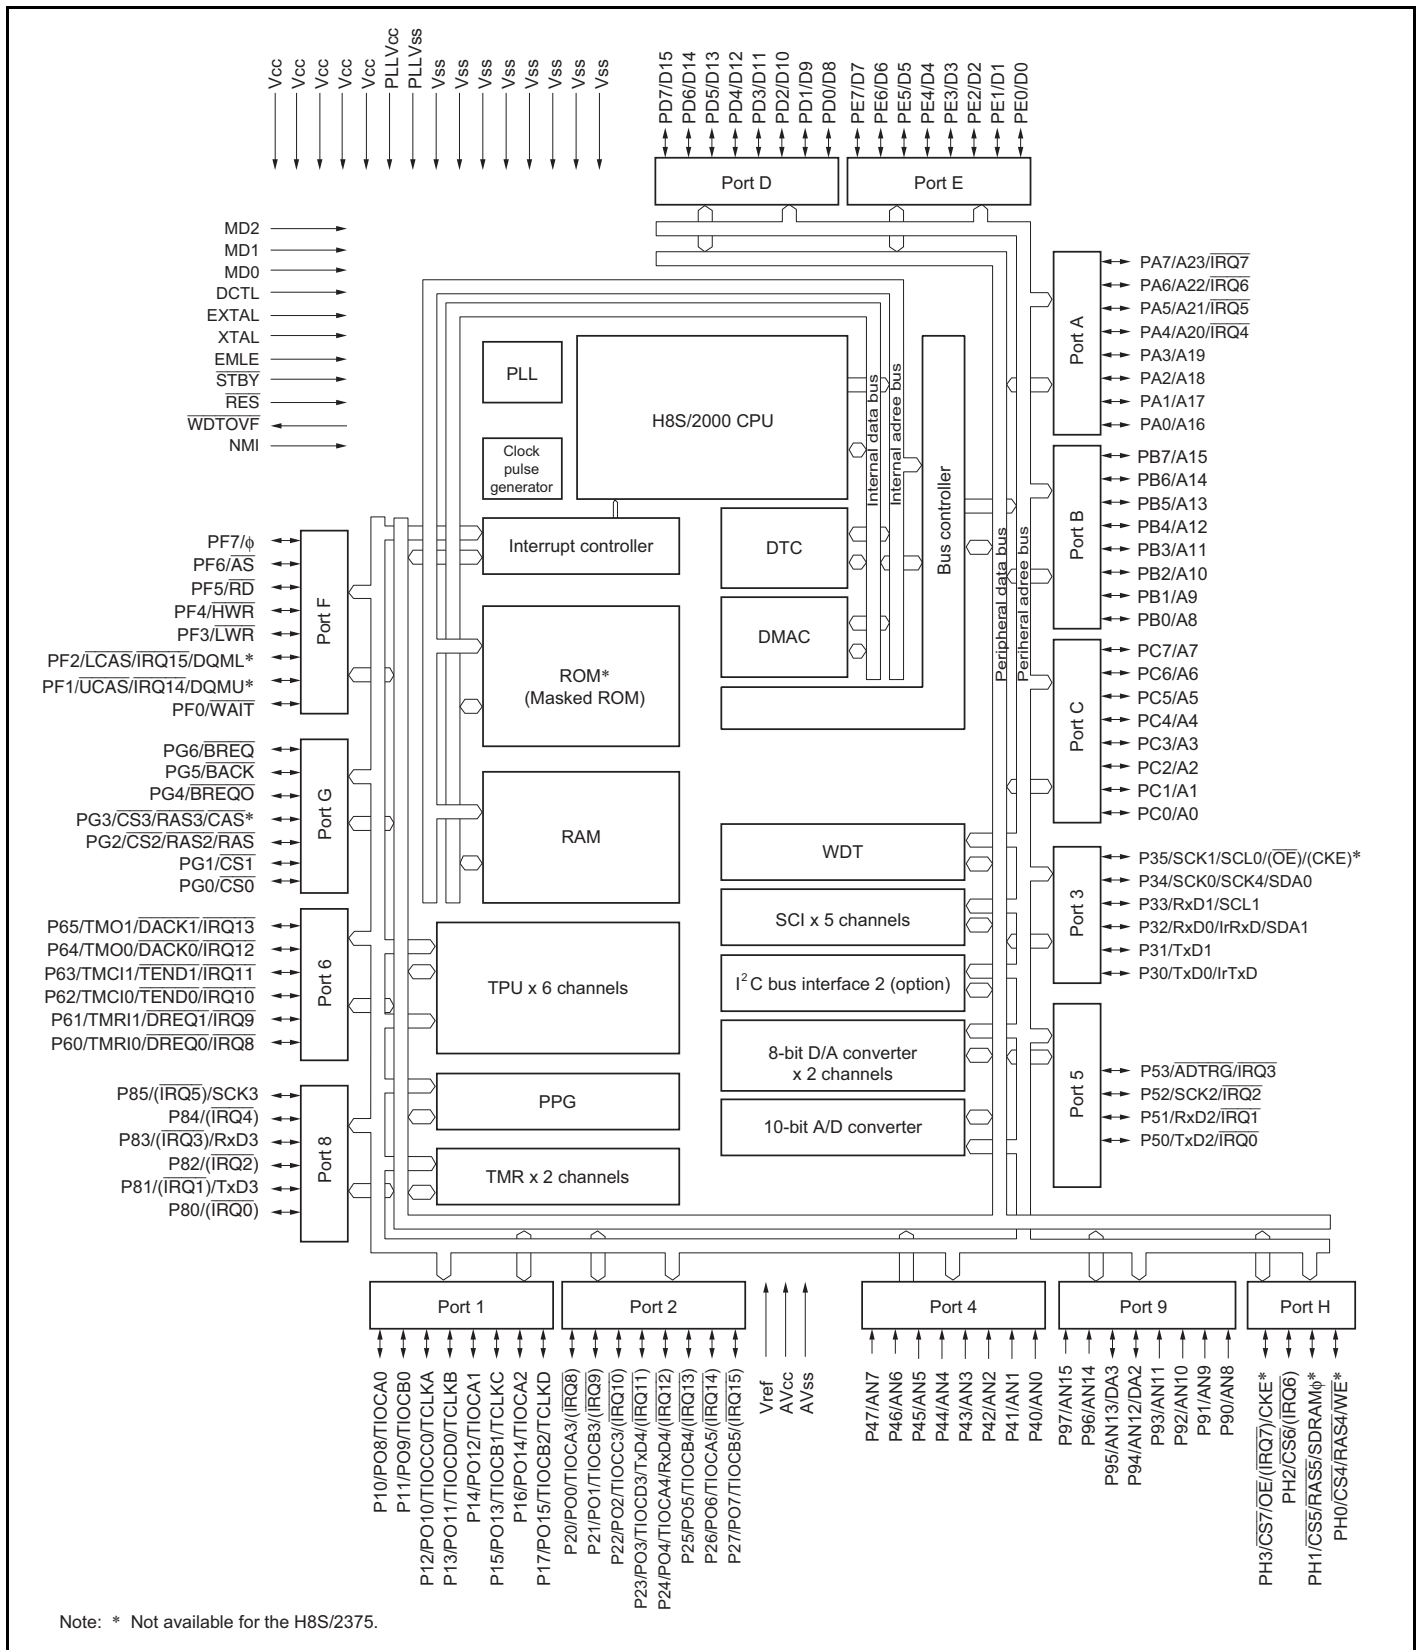 Vcc
Vcc
Vcc
Vcc
Vcc
PLLVcc
PLLVss
Vss
Vss
Vss
Vss
Vss
Vss
Vss
Vss
PD7/D15
PD6/D14
PD5/D13
PD4/D12
PD3/D11
PD2/D10
PD1/D9
PD0/D8
PE7/D7
PE6/D6
PE5/D5
PE4/D4
PE3/D3
PE2/D2
PE1/D1
PE0/D0
Port D
Port E
MD2
MD1
MD0
DCTL
EXTAL
XTAL
EMLE
STBY
RES
WDTOVF
NMI
PLL
Clock
pulse
generator
H8S/2000 CPU
Interrupt controller
DTC
DMAC
ROM*
(Masked ROM)
RAM
TPU x 6 channels
PPG
TMR x 2 channels
WDT
SCI x 5 channels
I2C bus interface 2 (option)
8-bit D/A converter
x 2 channels
10-bit A/D converter
Internal data bus
Internal adree bus
Bus controller
Peripheral data bus
Periheral adree bus
Port A
PA7/A23/IRQ7
PA6/A22/IRQ6
PA5/A21/IRQ5
PA4/A20/IRQ4
PA3/A19
PA2/A18
PA1/A17
PA0/A16
Port B
PB7/A15
PB6/A14
PB5/A13
PB4/A12
PB3/A11
PB2/A10
PB1/A9
PB0/A8
Port C
PC7/A7
PC6/A6
PC5/A5
PC4/A4
PC3/A3
PC2/A2
PC1/A1
PC0/A0
Port 3
P35/SCK1/SCL0/(OE)/(CKE)*
P34/SCK0/SCK4/SDA0
P33/RxD1/SCL1
P32/RxD0/IrRxD/SDA1
P31/TxD1
P30/TxD0/IrTxD
Port 5
P53/ADTRG/IRQ3
P52/SCK2/IRQ2
P51/RxD2/IRQ1
P50/TxD2/IRQ0
PF7/ϕ
PF6/AS
PF5/RD
PF4/HWR
PF3/LWR
PF2/LCAS/IRQ15/DQML*
PF1/UCAS/IRQ14/DQMU*
PF0/WAIT
Port F
PG6/BREQ
PG5/BACK
PG4/BREQO
PG3/CS3/RAS3/CAS*
PG2/CS2/RAS2/RAS
PG1/CS1
PG0/CS0
Port G
P65/TMO1/DACK1/IRQ13
P64/TMO0/DACK0/IRQ12
P63/TMCI1/TEND1/IRQ11
P62/TMCI0/TEND0/IRQ10
P61/TMRI1/DREQ1/IRQ9
P60/TMRI0/DREQ0/IRQ8
Port 6
P85/(IRQ5)/SCK3
P84/(IRQ4)
P83/(IRQ3)/RxD3
P82/(IRQ2)
P81/(IRQ1)/TxD3
P80/(IRQ0)
Port 8
Port 1
Port 2
Port 4
Port 9
Port H
P10/PO8/TIOCA0
P11/PO9/TIOCB0
P12/PO10/TIOCC0/TCLKA
P13/PO11/TIOCD0/TCLKB
P14/PO12/TIOCA1
P15/PO13/TIOCB1/TCLKC
P16/PO14/TIOCA2
P17/PO15/TIOCB2/TCLKD
P20/PO0/TIOCA3/(IRQ8)
P21/PO1/TIOCB3/(IRQ9)
P22/PO2/TIOCC3/(IRQ10)
P23/PO3/TIOCD3/TxD4/(IRQ11)
P24/PO4/TIOCA4/RxD4/(IRQ12)
P25/PO5/TIOCB4/(IRQ13)
P26/PO6/TIOCA5/(IRQ14)
P27/PO7/TIOCB5/(IRQ15)
Vref
AVcc
AVss
P47/AN7
P46/AN6
P45/AN5
P44/AN4
P43/AN3
P42/AN2
P41/AN1
P40/AN0
P97/AN15
P96/AN14
P95/AN13/DA3
P94/AN12/DA2
P93/AN11
P92/AN10
P91/AN9
P90/AN8
PH3/CS7/OE/(IRQ7)/CKE*
PH2/CS6/(IRQ6)
PH1/CS5/RAS5/SDRAMϕ*
PH0/CS4/RAS4/WE*
Note: * Not available for the H8S/2375.